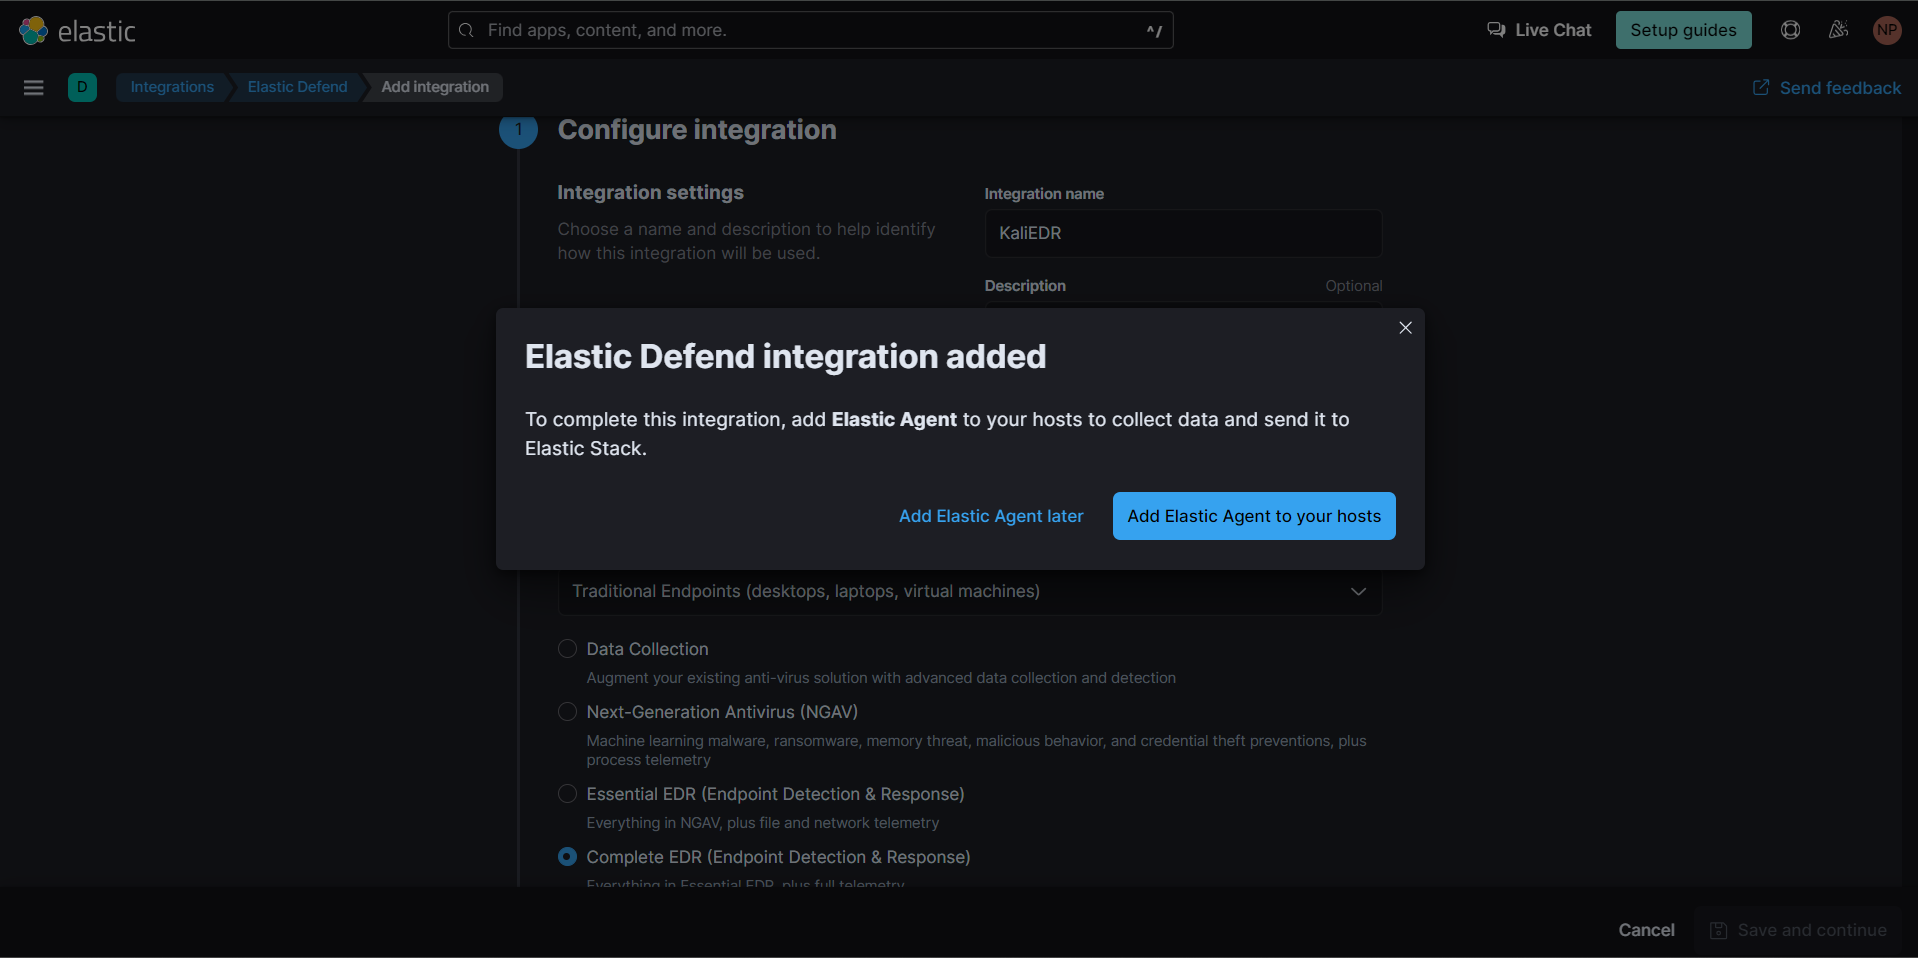 elastic
Find apps, content, and more.
^/
Live Chat
Setup guides
NP
D
Integrations
Elastic Defend
Add integration
Send feedback
1
Configure integration
Integration settings
Choose a name and description to help identify
how this integration will be used.
Integration name
KaliEDR
Description
Optional
Elastic Defend integration added
To complete this integration, add Elastic Agent to your hosts to collect data and send it to
Elastic Stack.
Add Elastic Agent later
Add Elastic Agent to your hosts
Traditional Endpoints (desktops, laptops, virtual machines)
Data Collection
Augment your existing anti-virus solution with advanced data collection and detection
Next-Generation Antivirus (NGAV)
Machine learning malware, ransomware, memory threat, malicious behavior, and credential theft preventions, plus
process telemetry
Essential EDR (Endpoint Detection & Response)
Everything in NGAV, plus file and network telemetry
Complete EDR (Endpoint Detection & Response)
Everything in Essential EDR, plus full telemetry
Cancel
Save and continue